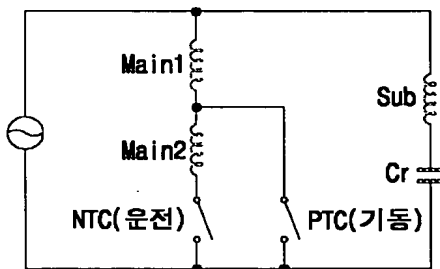 Main1
Sub
Main2
Cr
NTC(운전)
PTC(기동)